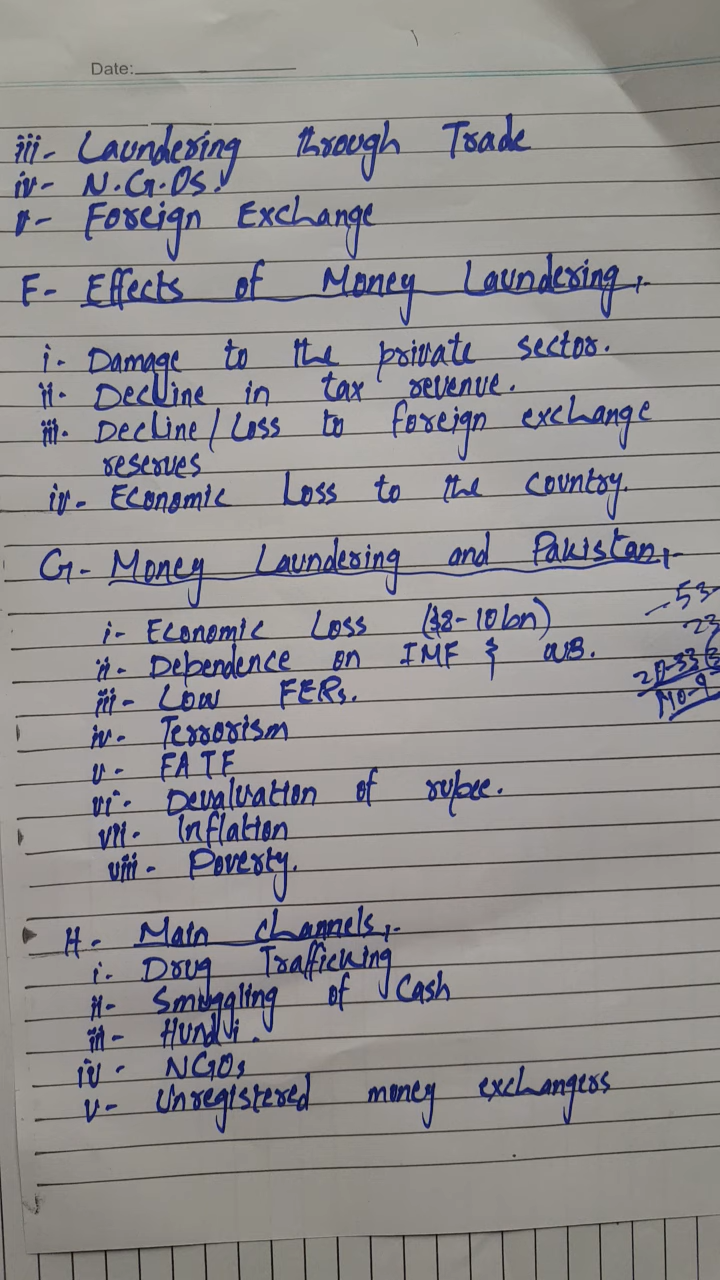 Date:
iii- Laundering through Trade
iv- N.G.Os.
v- Foreign Exchange
F- Effects of Money Laundering,-
i- Damage to the private sector.
ii- Decline in tax revenue.
iii- Decline/Loss to foreign exchange
reserves
iv- Economic Loss to the country.
G- Money Laundering and Pakistan,-
i- Economic Loss ($8-10bn)
ii- Dependence on IMF & WB.
iii- Low FERs.
iv- Terrorism
v- FATF
vi- Devaluation of rupee.
vii- Inflation
viii- Poverty.
H- Main channels,-
i- Drug Trafficking
ii- Smuggling of Cash
iii- Hundi.
iv- NGOs
v- Unregistered money exchangers